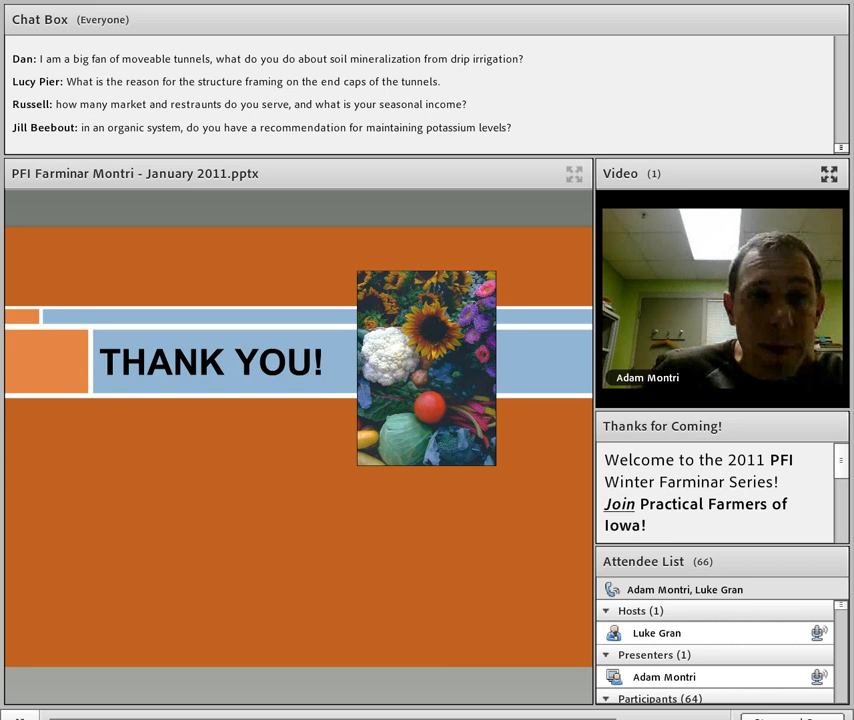 Chat Box (Everyone)
Dan: I am a big fan of moveable tunnels, what do you do about soil mineralization from drip irrigation?
Lucy Pier: What is the reason for the structure framing on the end caps of the tunnels.
Russell: how many market and restraunts do you serve, and what is your seasonal income?
Jill Beebout: in an organic system, do you have a recommendation for maintaining potassium levels?
PFI Farminar Montri - January 2011.pptx
THANK YOU!
Video (1)
Adam Montri
Thanks for Coming!
Welcome to the 2011 PFI
Winter Farminar Series!
Join Practical Farmers of
Iowa!
Attendee List (66)
Adam Montri, Luke Gran
Hosts (1)
Luke Gran
Presenters (1)
Adam Montri
Participants (64)